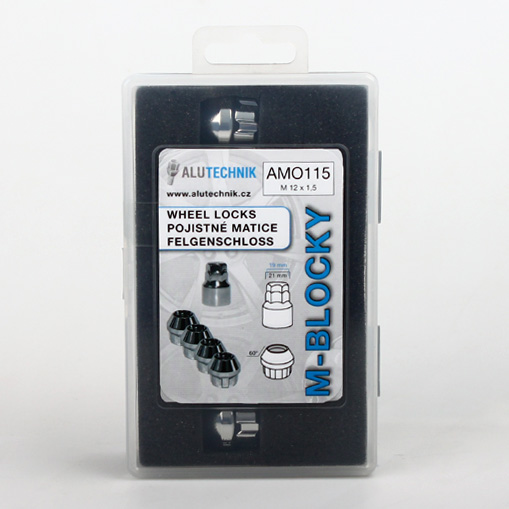 ALUTECHNIK
www.alutechnik.cz
AMO115
M 12 x 1,5
WHEEL LOCKS
POJISTNÉ MATICE
FELGENSCHLOSS
19 mm
21 mm
60°
M-BLOCKY